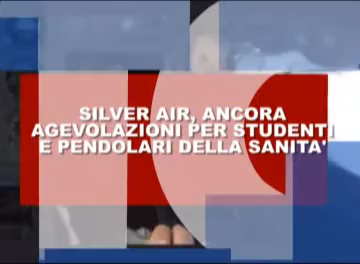 SILVER AIR, ANCORA
AGEVOLAZIONI PER STUDENTI
E PENDOLARI DELLA SANITA'